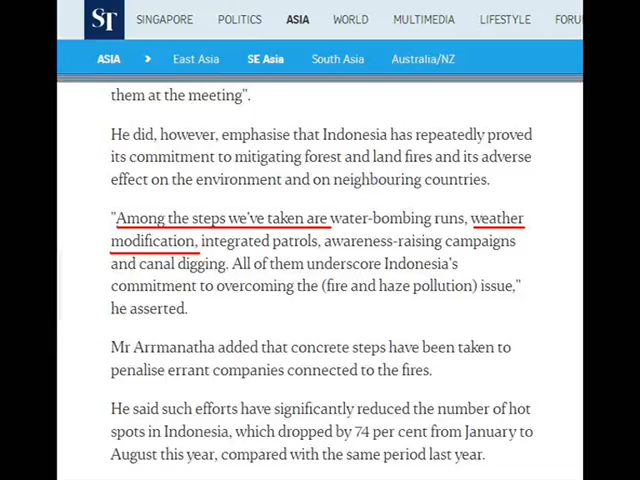 ST SINGAPORE POLITICS ASIA WORLD MULTIMEDIA LIFESTYLE FORU
ASIA > East Asia SE Asia South Asia Australia/NZ
them at the meeting".
He did, however, emphasise that Indonesia has repeatedly proved
its commitment to mitigating forest and land fires and its adverse
effect on the environment and on neighbouring countries.
"Among the steps we've taken are water-bombing runs, weather
modification, integrated patrols, awareness-raising campaigns
and canal digging. All of them underscore Indonesia's
commitment to overcoming the (fire and haze pollution) issue,"
he asserted.
Mr Arrmanatha added that concrete steps have been taken to
penalise errant companies connected to the fires.
He said such efforts have significantly reduced the number of hot
spots in Indonesia, which dropped by 74 per cent from January to
August this year, compared with the same period last year.